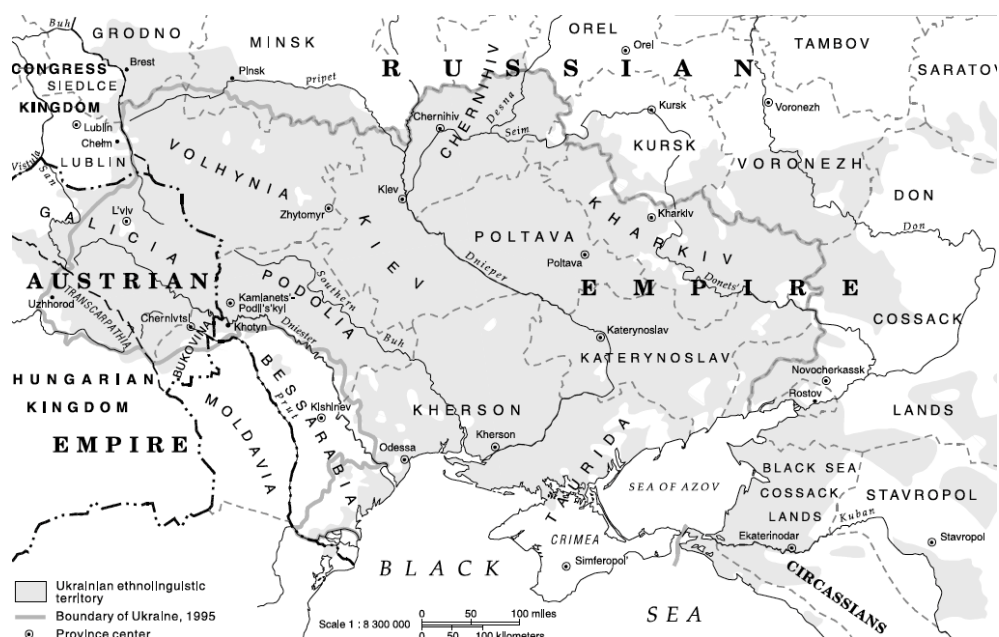 Buh
GRODNO
MINSK
OREL
Orel
TAMBOV
SARATOV
CONGRESS
KINGDOM
SIEDLCE
Brest
Pinsk
Pripet
RUSSIAN
CHERNIHIV
Desna
Chernihiv
Seim
Kursk
KURSK
Voronezh
VORONEZH
Lublin
Chelm
LUBLIN
Vistula
San
VOLHYNIA
Zhytomyr
Kiev
KIEV
GALICIA
L'viv
POLTAVA
Poltava
Dnieper
KHARKIV
Kharkiv
Donets'
DON
Don
AUSTRIAN
EMPIRE
Uzhhorod
TRANSCARPATHIA
Chernivtsi
BUKOVINA
Kamianets'-
Podil's'kyi
Khotyn
PODOLIA
Southern
Buh
Dniester
Katerynoslav
KATERYNOSLAV
COSSACK
Novocherkassk
Rostov
LANDS
HUNGARIAN
KINGDOM
EMPIRE
MOLDAVIA
Prut
BESSARABIA
Kishinev
KHERSON
Kherson
Odessa
TAURIDA
SEA OF AZOV
BLACK SEA
COSSACK
LANDS
STAVROPOL
Kuban
Ekaterinodar
Stavropol
CRIMEA
Simferopol'
CIRCASSIANS
BLACK
SEA
Ukrainian ethnolinguistic
territory
Boundary of Ukraine, 1995
Province center
Scale 1 : 8 300 000
0 50 100 miles
0 50 100 kilometers